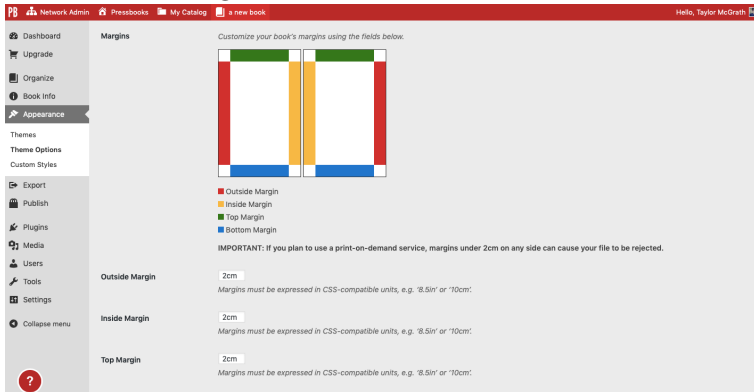 PB Network Admin Pressbooks My Catalog a new book Hello, Taylor McGrath
Dashboard
Upgrade
Organize
Book Info
Appearance
Themes
Theme Options
Custom Styles
Export
Publish
Plugins
Media
Users
Tools
Settings
Collapse menu
?
Margins
Customize your book's margins using the fields below.
Outside Margin
Inside Margin
Top Margin
Bottom Margin
IMPORTANT: If you plan to use a print-on-demand service, margins under 2cm on any side can cause your file to be rejected.
Outside Margin 2cm
Margins must be expressed in CSS-compatible units, e.g. '8.5in' or '10cm'.
Inside Margin 2cm
Margins must be expressed in CSS-compatible units, e.g. '8.5in' or '10cm'.
Top Margin 2cm
Margins must be expressed in CSS-compatible units, e.g. '8.5in' or '10cm'.